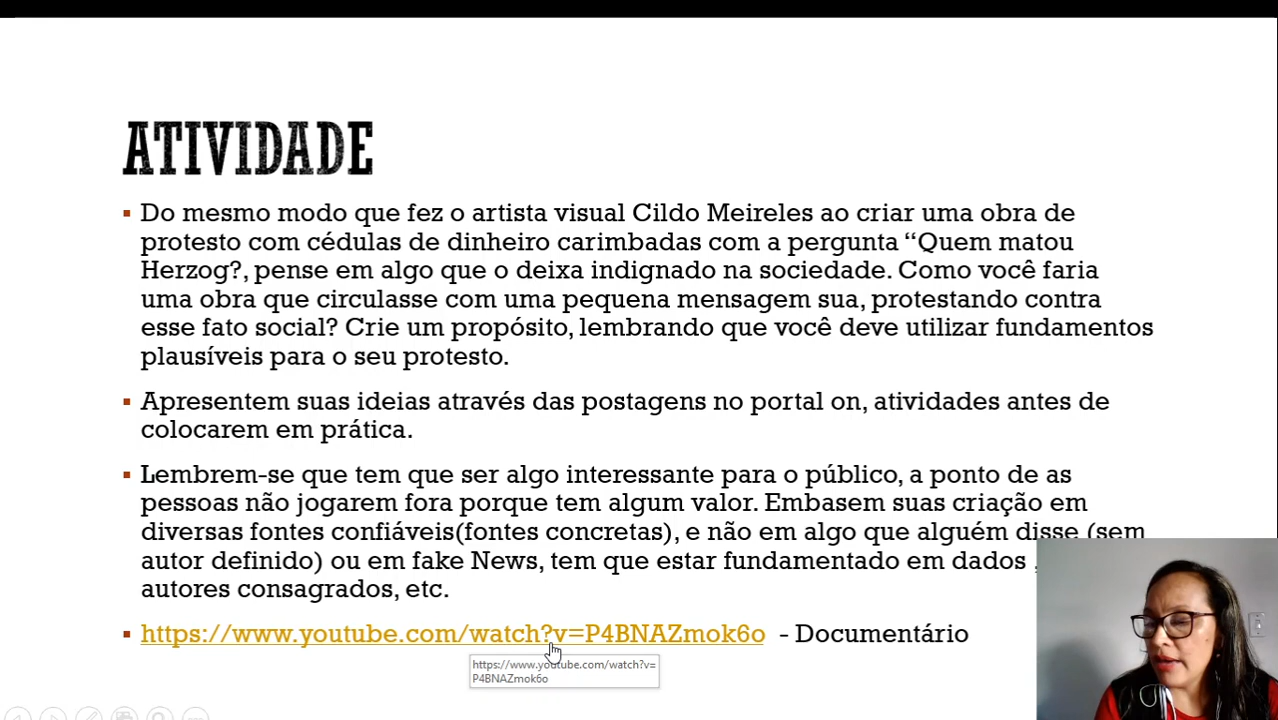 ATIVIDADE
Do mesmo modo que fez o artista visual Cildo Meireles ao criar uma obra de
protesto com cédulas de dinheiro carimbadas com a pergunta “Quem matou
Herzog?, pense em algo que o deixa indignado na sociedade. Como você faria
uma obra que circulasse com uma pequena mensagem sua, protestando contra
esse fato social? Crie um propósito, lembrando que você deve utilizar fundamentos
plausíveis para o seu protesto.
Apresentem suas ideias através das postagens no portal on, atividades antes de
colocarem em prática.
Lembrem-se que tem que ser algo interessante para o público, a ponto de as
pessoas não jogarem fora porque tem algum valor. Embasem suas criação em
diversas fontes confiáveis(fontes concretas), e não em algo que alguém disse (sem
autor definido) ou em fake News, tem que estar fundamentado em dados ,
autores consagrados, etc.
https://www.youtube.com/watch?v=P4BNAZmok6o - Documentário
https://www.youtube.com/watch?v=
P4BNAZmok6o